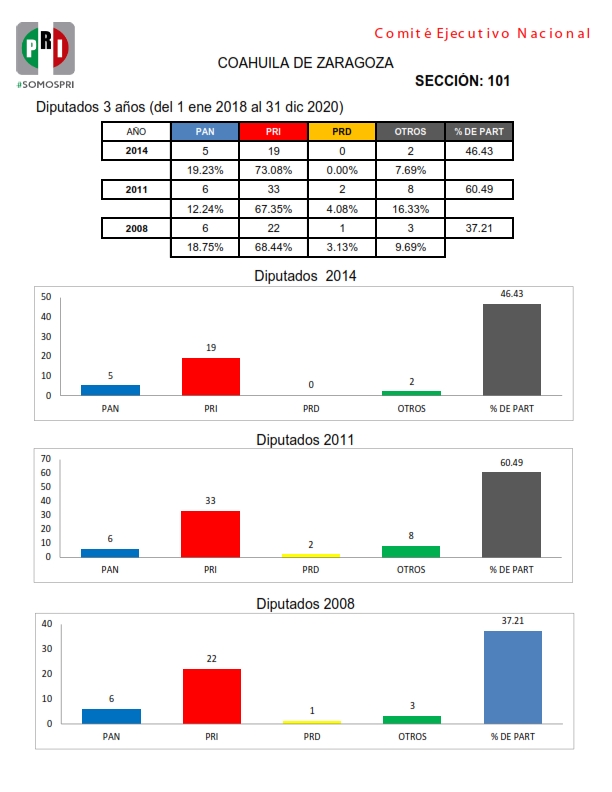 Comité Ejecutivo Nacional
PRI
#SOMOSPRI
COAHUILA DE ZARAGOZA
SECCIÓN: 101
Diputados 3 años (del 1 ene 2018 al 31 dic 2020)
AÑO PAN PRI PRD OTROS % DE PART
2014 5 19 0 2 46.43
19.23% 73.08% 0.00% 7.69%
2011 6 33 2 8 60.49
12.24% 67.35% 4.08% 16.33%
2008 6 22 1 3 37.21
18.75% 68.44% 3.13% 9.69%
Diputados 2014
46.43
50
40
19
30
20
5
2
10
0
0
PAN PRI PRD OTROS % DE PART
Diputados 2011
70
60.49
60
50
33
40
30
20
6
8
2
10
0
PAN PRI PRD OTROS % DE PART
Diputados 2008
37.21
40
30
22
20
6
3
1
10
0
PAN PRI PRD OTROS % DE PART